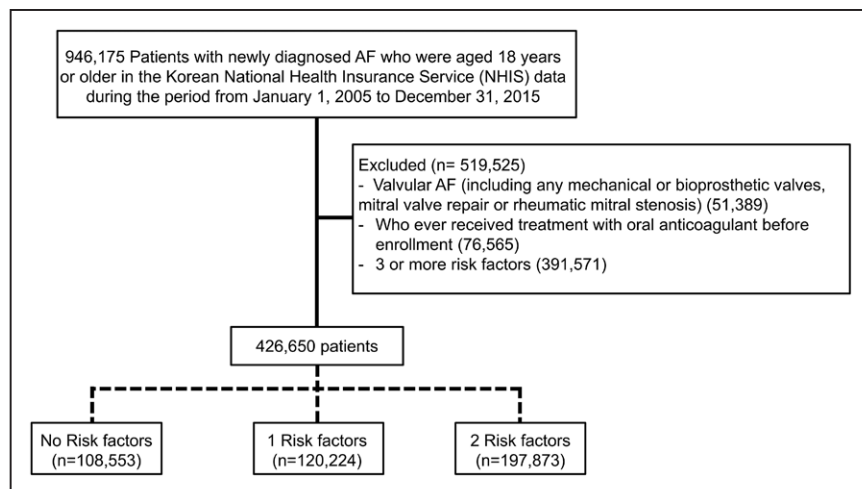 946,175 Patients with newly diagnosed AF who were aged 18 years
or older in the Korean National Health Insurance Service (NHIS) data
during the period from January 1, 2005 to December 31, 2015
Excluded (n= 519,525)
- Valvular AF (including any mechanical or bioprosthetic valves,
mitral valve repair or rheumatic mitral stenosis) (51,389)
- Who ever received treatment with oral anticoagulant before
enrollment (76,565)
- 3 or more risk factors (391,571)
426,650 patients
No Risk factors
(n=108,553)
1 Risk factors
(n=120,224)
2 Risk factors
(n=197,873)